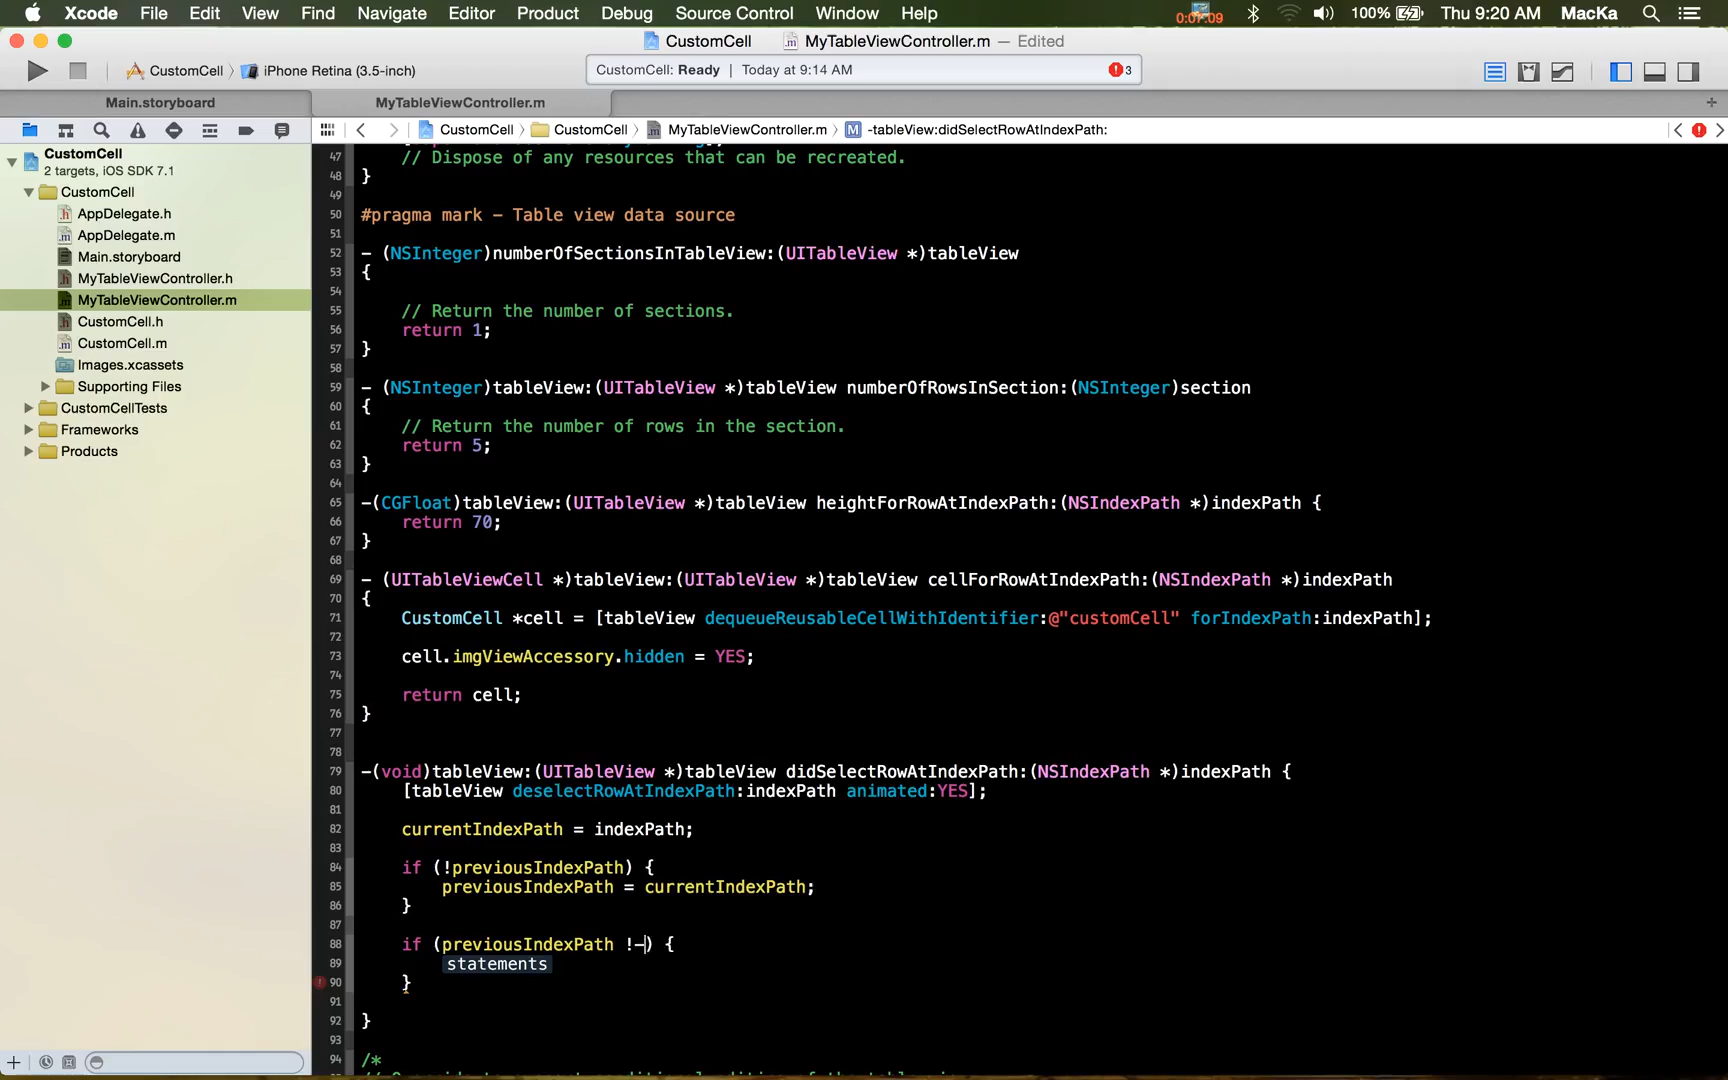 Xcode File Edit View Find Navigate Editor Product Debug Source Control Window Help 0:07:09 100% Thu 9:20 AM MacKa
CustomCell MyTableViewController.m — Edited
CustomCell iPhone Retina (3.5-inch) CustomCell: Ready | Today at 9:14 AM 3
Main.storyboard MyTableViewController.m
CustomCell CustomCell MyTableViewController.m M -tableView:didSelectRowAtIndexPath:
CustomCell
2 targets, iOS SDK 7.1
CustomCell
AppDelegate.h
AppDelegate.m
Main.storyboard
MyTableViewController.h
MyTableViewController.m
CustomCell.h
CustomCell.m
Images.xcassets
Supporting Files
CustomCellTests
Frameworks
Products
47 // Dispose of any resources that can be recreated.
48 }
49
50 #pragma mark - Table view data source
51
52 - (NSInteger)numberOfSectionsInTableView:(UITableView *)tableView
53 {
54
55 // Return the number of sections.
56 return 1;
57 }
58
59 - (NSInteger)tableView:(UITableView *)tableView numberOfRowsInSection:(NSInteger)section
60 {
61 // Return the number of rows in the section.
62 return 5;
63 }
64
65 -(CGFloat)tableView:(UITableView *)tableView heightForRowAtIndexPath:(NSIndexPath *)indexPath {
66 return 70;
67 }
68
69 - (UITableViewCell *)tableView:(UITableView *)tableView cellForRowAtIndexPath:(NSIndexPath *)indexPath
70 {
71 CustomCell *cell = [tableView dequeueReusableCellWithIdentifier:@"customCell" forIndexPath:indexPath];
72
73 cell.imgViewAccessory.hidden = YES;
74
75 return cell;
76 }
77
78
79 -(void)tableView:(UITableView *)tableView didSelectRowAtIndexPath:(NSIndexPath *)indexPath {
80 [tableView deselectRowAtIndexPath:indexPath animated:YES];
81
82 currentIndexPath = indexPath;
83
84 if (!previousIndexPath) {
85 previousIndexPath = currentIndexPath;
86 }
87
88 if (previousIndexPath !-) {
89 statements
90 }
91
92 }
93
94 /*